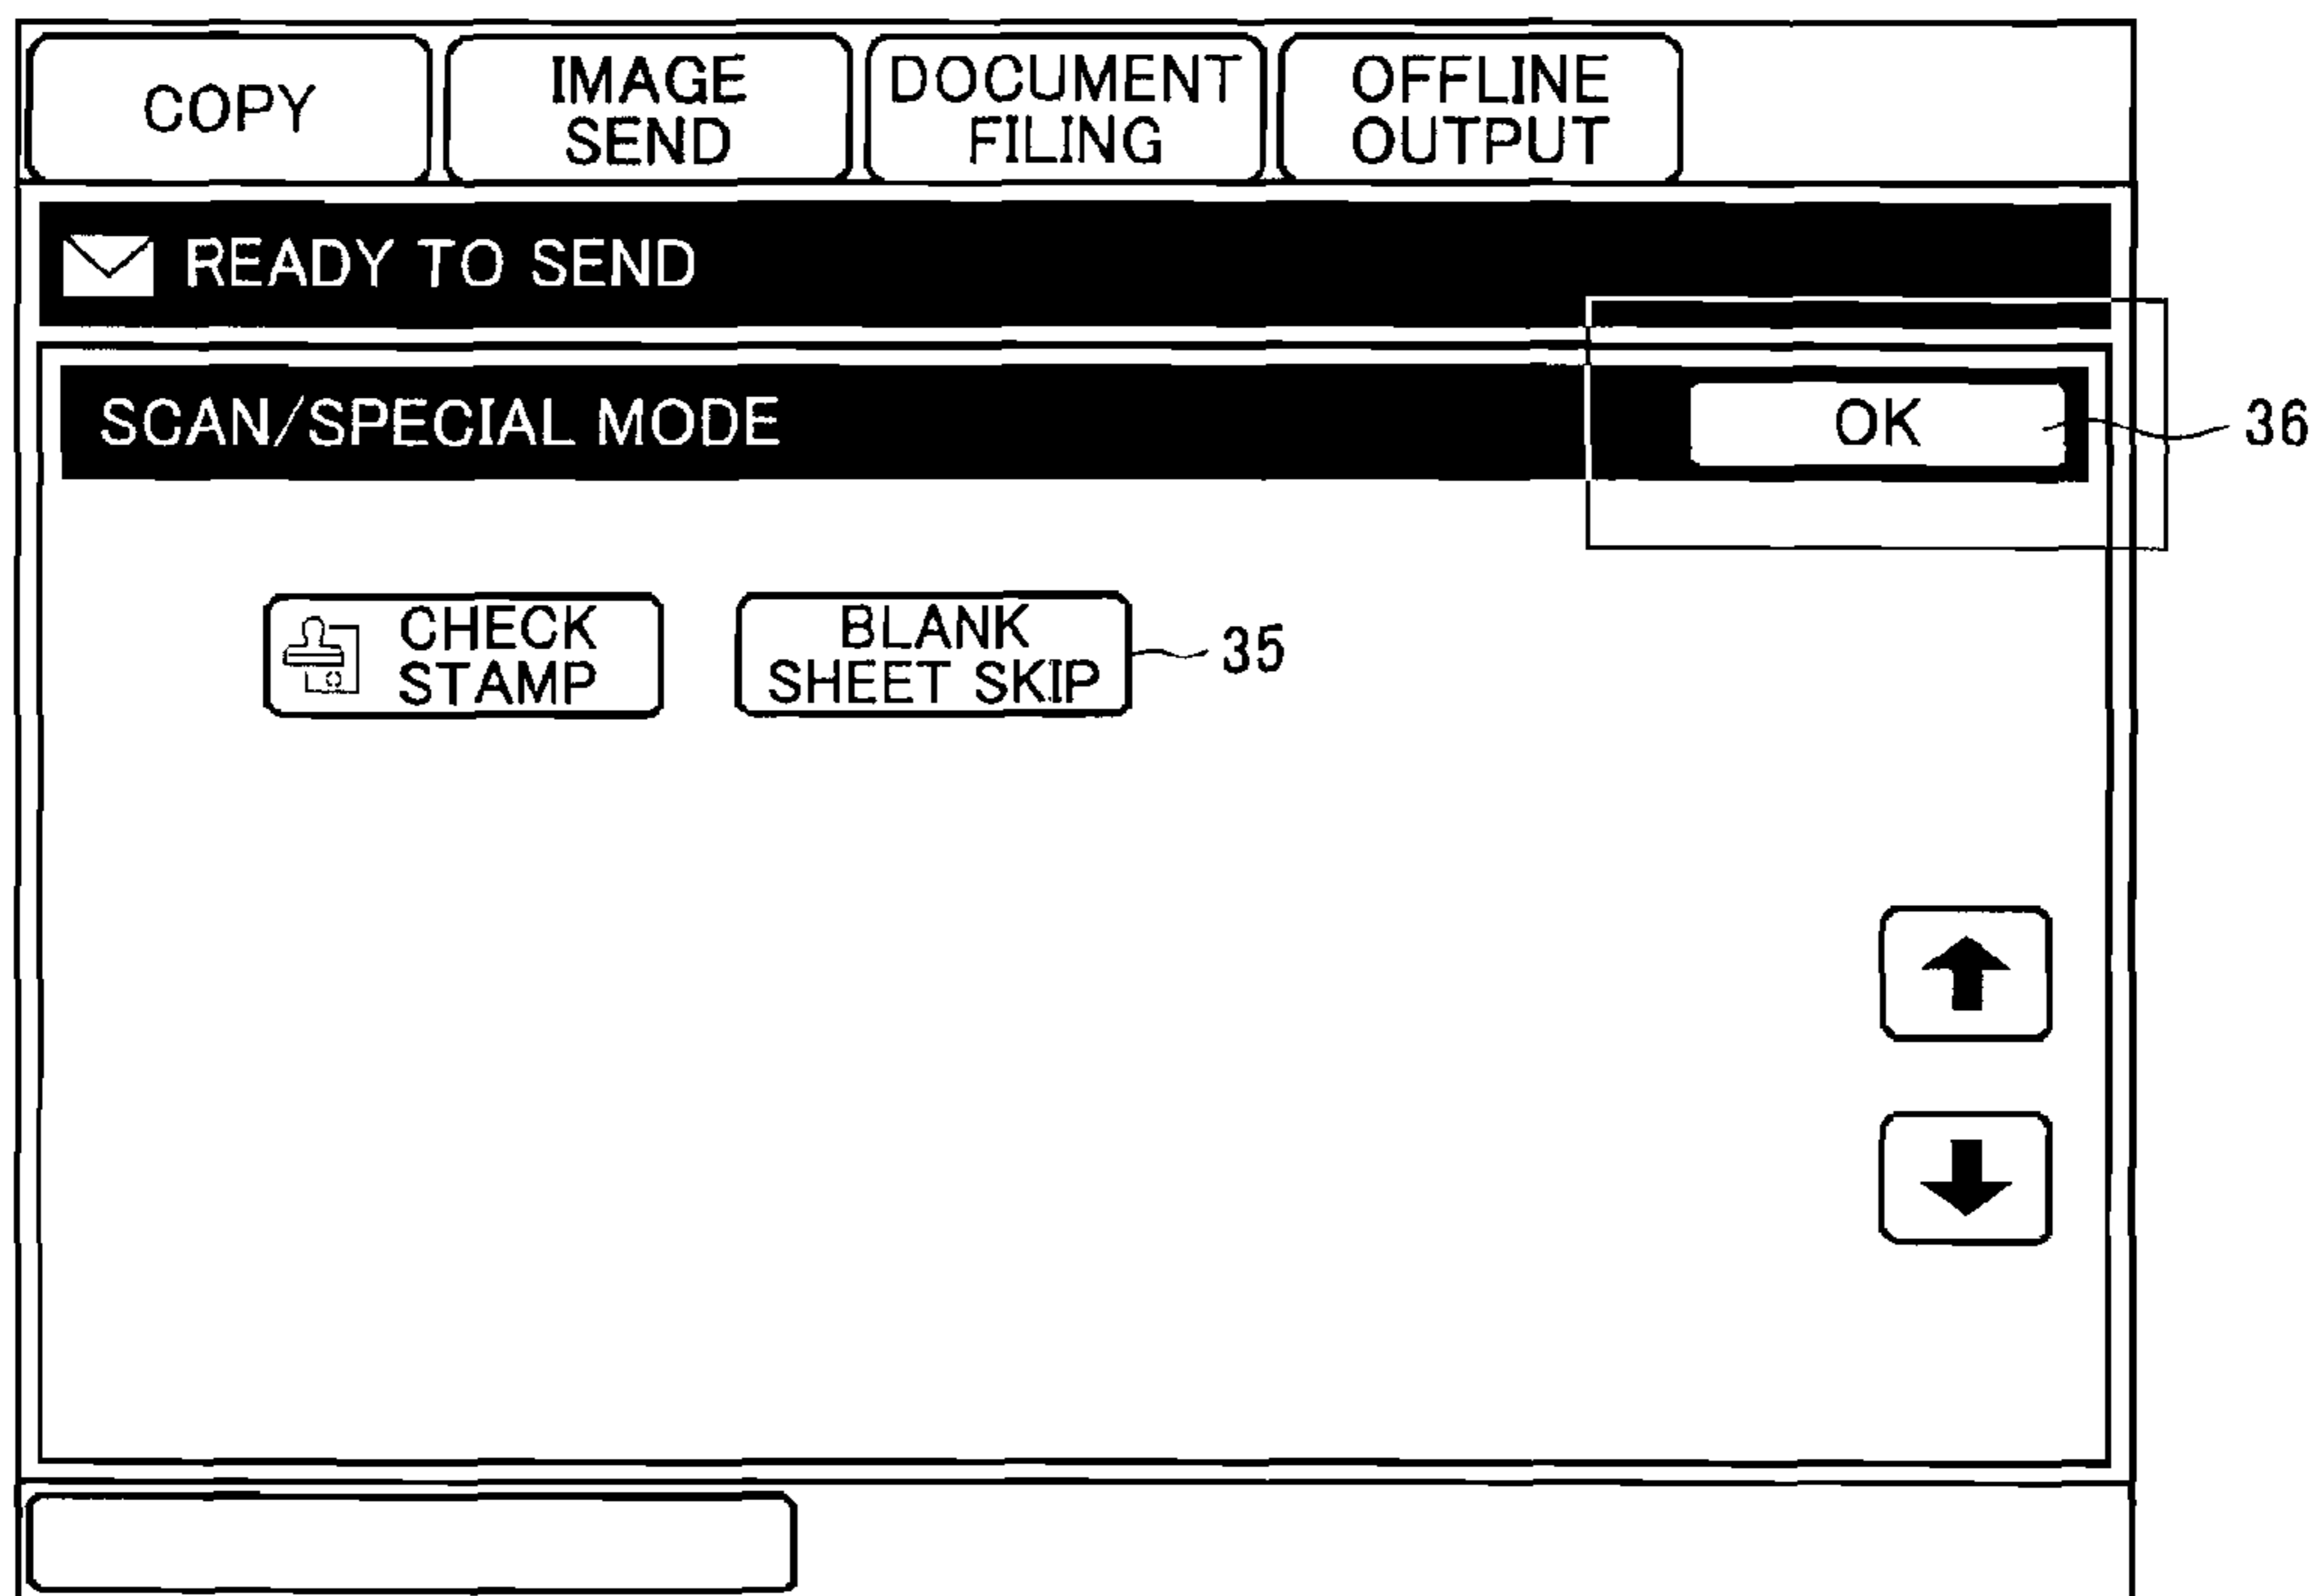 COPY
IMAGE
SEND
DOCUMENT
FILING
OFFLINE
OUTPUT
READY TO SEND
SCAN/SPECIAL MODE
OK
36
CHECK
STAMP
BLANK
SHEET SKIP
35